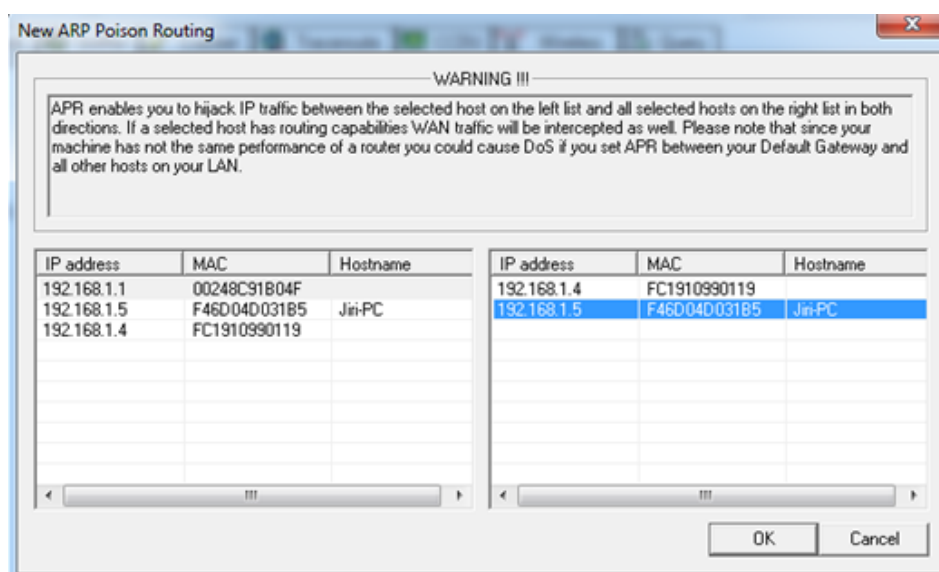 New ARP Poison Routing
WARNING !!!
APR enables you to hijack IP traffic between the selected host on the left list and all selected hosts on the right list in both
directions. If a selected host has routing capabilities WAN traffic will be intercepted as well. Please note that since your
machine has not the same performance of a router you could cause DoS if you set APR between your Default Gateway and
all other hosts on your LAN.
IP address MAC Hostname
192.168.1.1 00248C91B04F
192.168.1.5 F46D04D031B5 Jiri-PC
192.168.1.4 FC1910990119
IP address MAC Hostname
192.168.1.4 FC1910990119
192.168.1.5 F46D04D031B5 Jiri-PC
OK Cancel